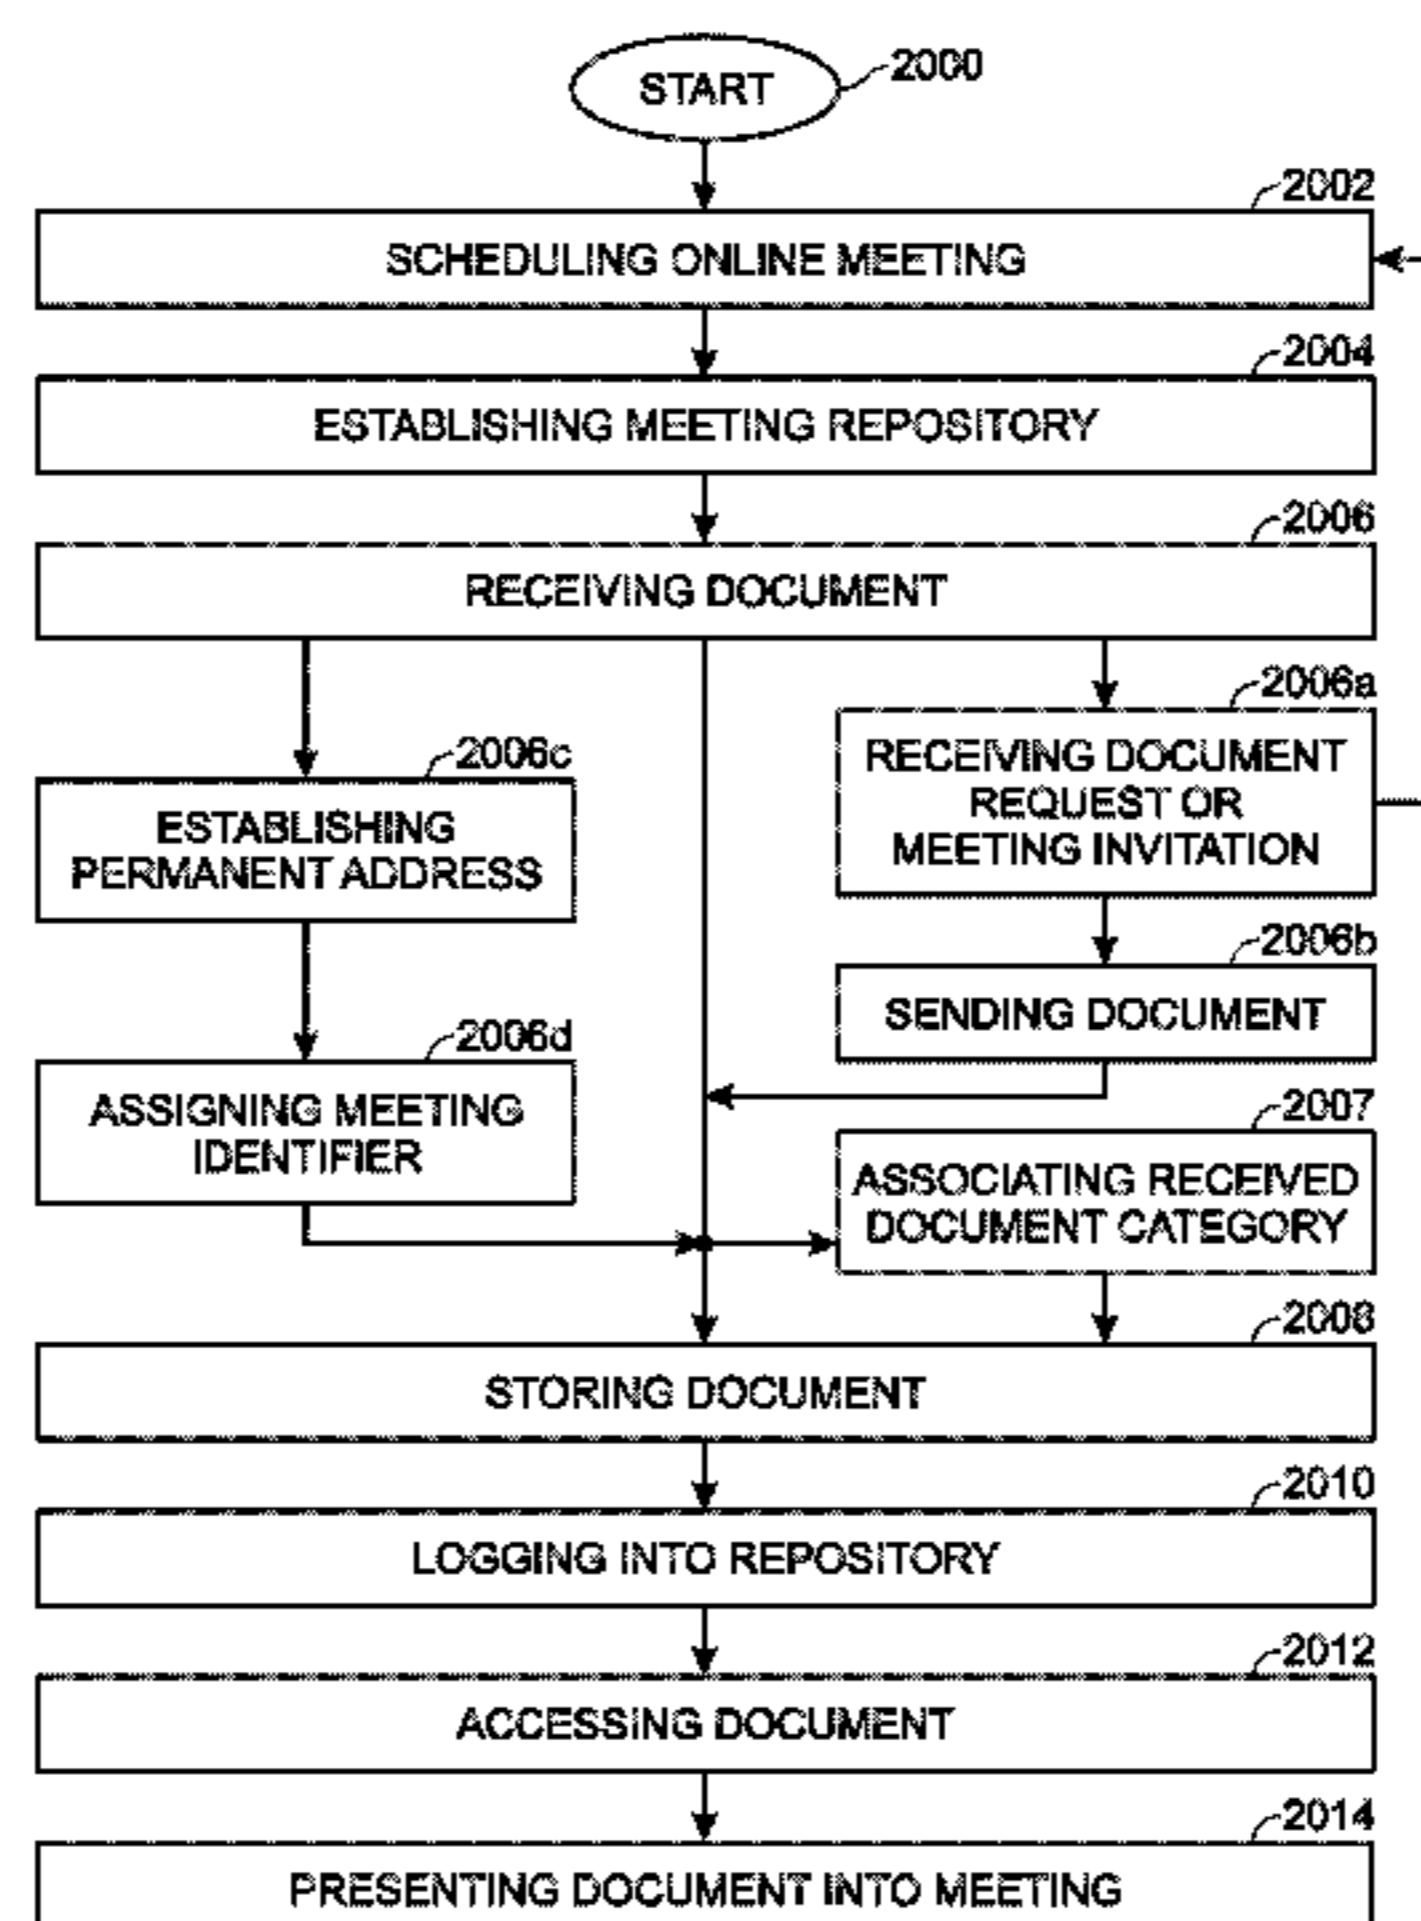 START
2000
2002
SCHEDULING ONLINE MEETING
2004
ESTABLISHING MEETING REPOSITORY
2006
RECEIVING DOCUMENT
2006a
RECEIVING DOCUMENT
REQUEST OR
MEETING INVITATION
2006c
ESTABLISHING
PERMANENT ADDRESS
2006b
SENDING DOCUMENT
2006d
ASSIGNING MEETING
IDENTIFIER
2007
ASSOCIATING RECEIVED
DOCUMENT CATEGORY
2008
STORING DOCUMENT
2010
LOGGING INTO REPOSITORY
2012
ACCESSING DOCUMENT
2014
PRESENTING DOCUMENT INTO MEETING